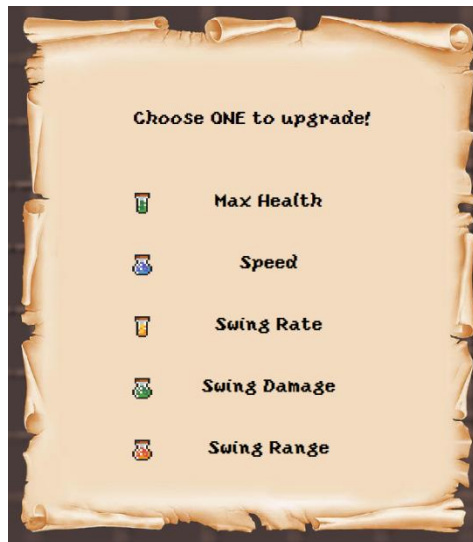 Choose ONE to upgrade!
Max Health
Speed
Swing Rate
Swing Damage
Swing Range